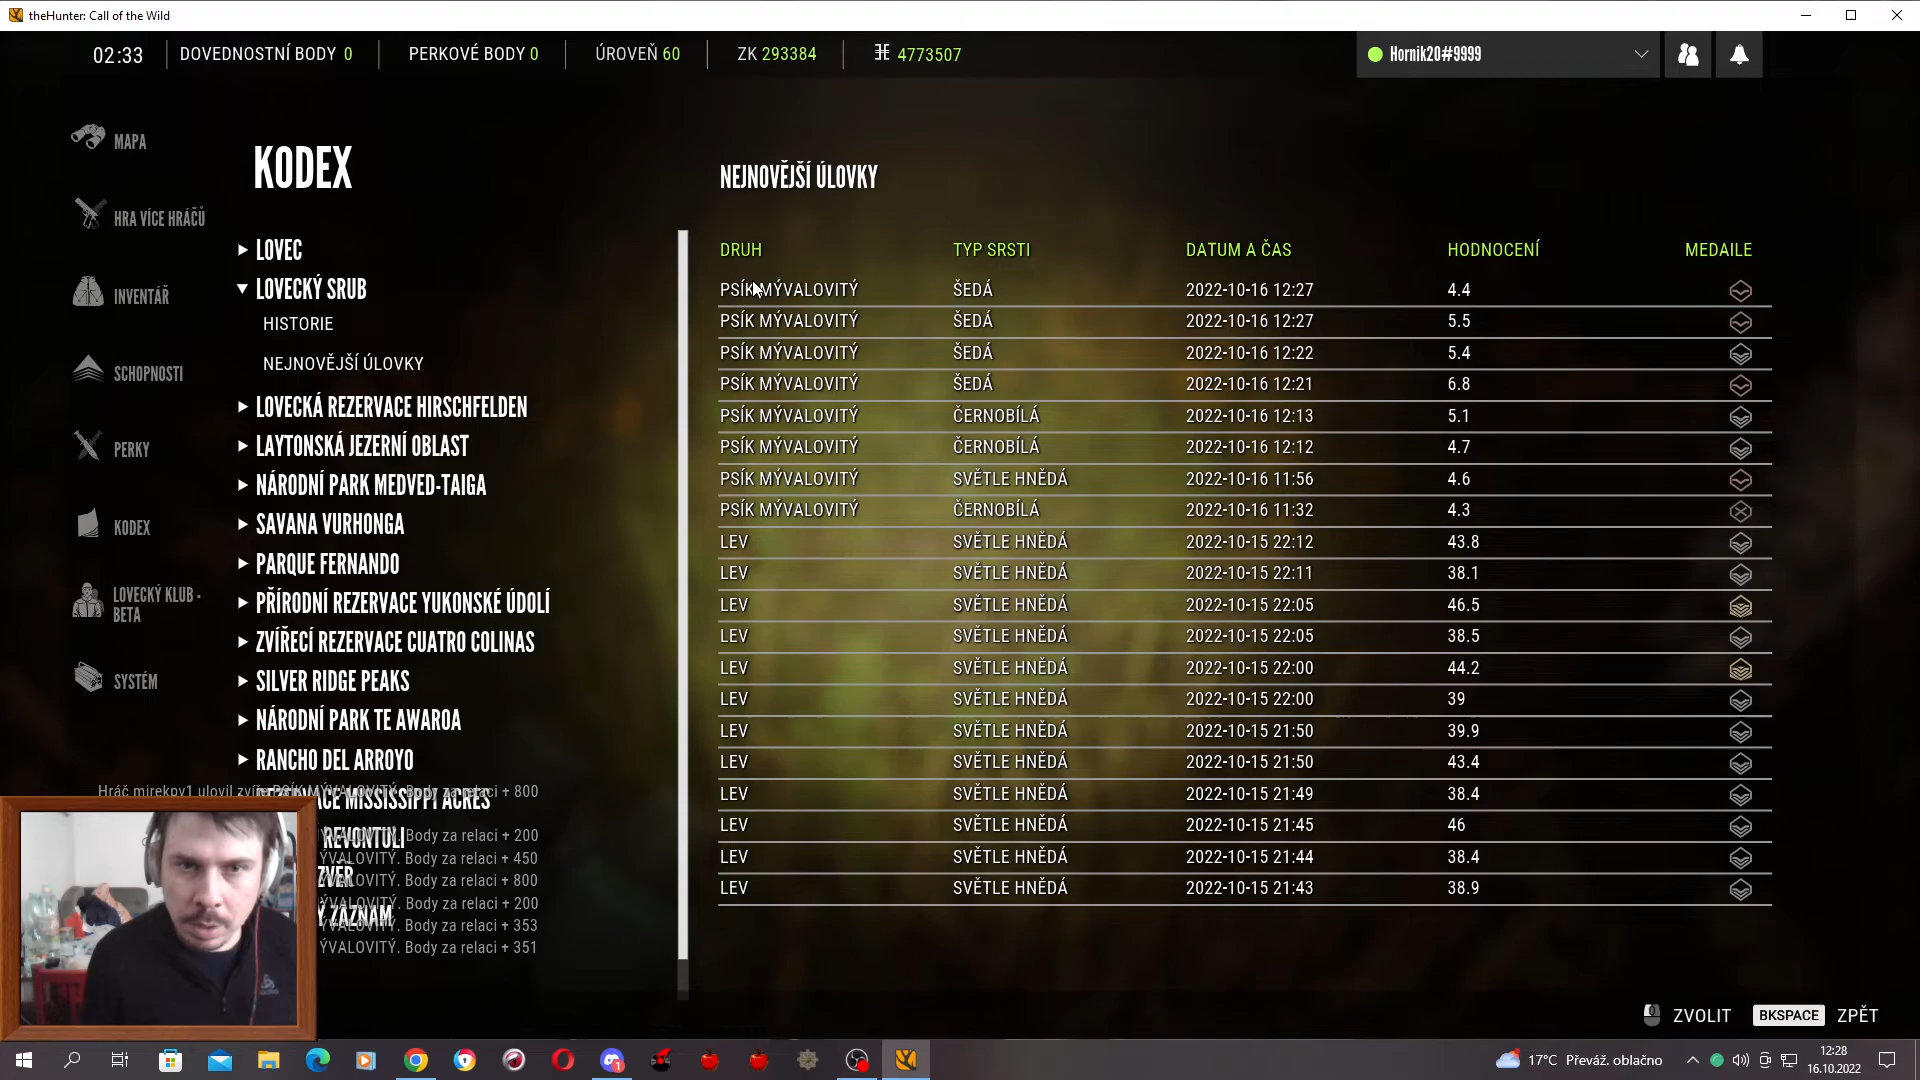 theHunter: Call of the Wild
02:33 DOVEDNOSTNÍ BODY 0 PERKOVÉ BODY 0 ÚROVEŇ 60 ZK 293384 4773507 Hornik20#9999
MAPA
HRA VÍCE HRÁČŮ
INVENTÁŘ
SCHOPNOSTI
PERKY
KODEX
LOVECKÝ KLUB -
BETA
SYSTÉM
KODEX
LOVEC
LOVECKÝ SRUB
HISTORIE
NEJNOVĚJŠÍ ÚLOVKY
LOVECKÁ REZERVACE HIRSCHFELDEN
LAYTONSKÁ JEZERNÍ OBLAST
NÁRODNÍ PARK MEDVED-TAIGA
SAVANA VURHONGA
PARQUE FERNANDO
PŘÍRODNÍ REZERVACE YUKONSKÉ ÚDOLÍ
ZVÍŘECÍ REZERVACE CUATRO COLINAS
SILVER RIDGE PEAKS
NÁRODNÍ PARK TE AWAROA
RANCHO DEL ARROYO
Hráč mirekpv1 ulovil zvíře PSÍK MÝVALOVITÝ. Body za relaci + 800
ACE MISSISSIPPI ACRES
REVONTULI
ÝVALOVITÝ. Body za relaci + 200
ÝVALOVITÝ. Body za relaci + 450
ZVĚŘ
ÝVALOVITÝ. Body za relaci + 800
ÝVALOVITÝ. Body za relaci + 200
Ý ZÁZNAM
ÝVALOVITÝ. Body za relaci + 353
ÝVALOVITÝ. Body za relaci + 351
NEJNOVĚJŠÍ ÚLOVKY
DRUH TYP SRSTI DATUM A ČAS HODNOCENÍ MEDAILE
PSÍK MÝVALOVITÝ ŠEDÁ 2022-10-16 12:27 4.4
PSÍK MÝVALOVITÝ ŠEDÁ 2022-10-16 12:27 5.5
PSÍK MÝVALOVITÝ ŠEDÁ 2022-10-16 12:22 5.4
PSÍK MÝVALOVITÝ ŠEDÁ 2022-10-16 12:21 6.8
PSÍK MÝVALOVITÝ ČERNOBÍLÁ 2022-10-16 12:13 5.1
PSÍK MÝVALOVITÝ ČERNOBÍLÁ 2022-10-16 12:12 4.7
PSÍK MÝVALOVITÝ SVĚTLE HNĚDÁ 2022-10-16 11:56 4.6
PSÍK MÝVALOVITÝ ČERNOBÍLÁ 2022-10-16 11:32 4.3
LEV SVĚTLE HNĚDÁ 2022-10-15 22:12 43.8
LEV SVĚTLE HNĚDÁ 2022-10-15 22:11 38.1
LEV SVĚTLE HNĚDÁ 2022-10-15 22:05 46.5
LEV SVĚTLE HNĚDÁ 2022-10-15 22:05 38.5
LEV SVĚTLE HNĚDÁ 2022-10-15 22:00 44.2
LEV SVĚTLE HNĚDÁ 2022-10-15 22:00 39
LEV SVĚTLE HNĚDÁ 2022-10-15 21:50 39.9
LEV SVĚTLE HNĚDÁ 2022-10-15 21:50 43.4
LEV SVĚTLE HNĚDÁ 2022-10-15 21:49 38.4
LEV SVĚTLE HNĚDÁ 2022-10-15 21:45 46
LEV SVĚTLE HNĚDÁ 2022-10-15 21:44 38.4
LEV SVĚTLE HNĚDÁ 2022-10-15 21:43 38.9
ZVOLIT BKSPACE ZPĚT
17°C Převáž. oblačno 12:28
16.10.2022